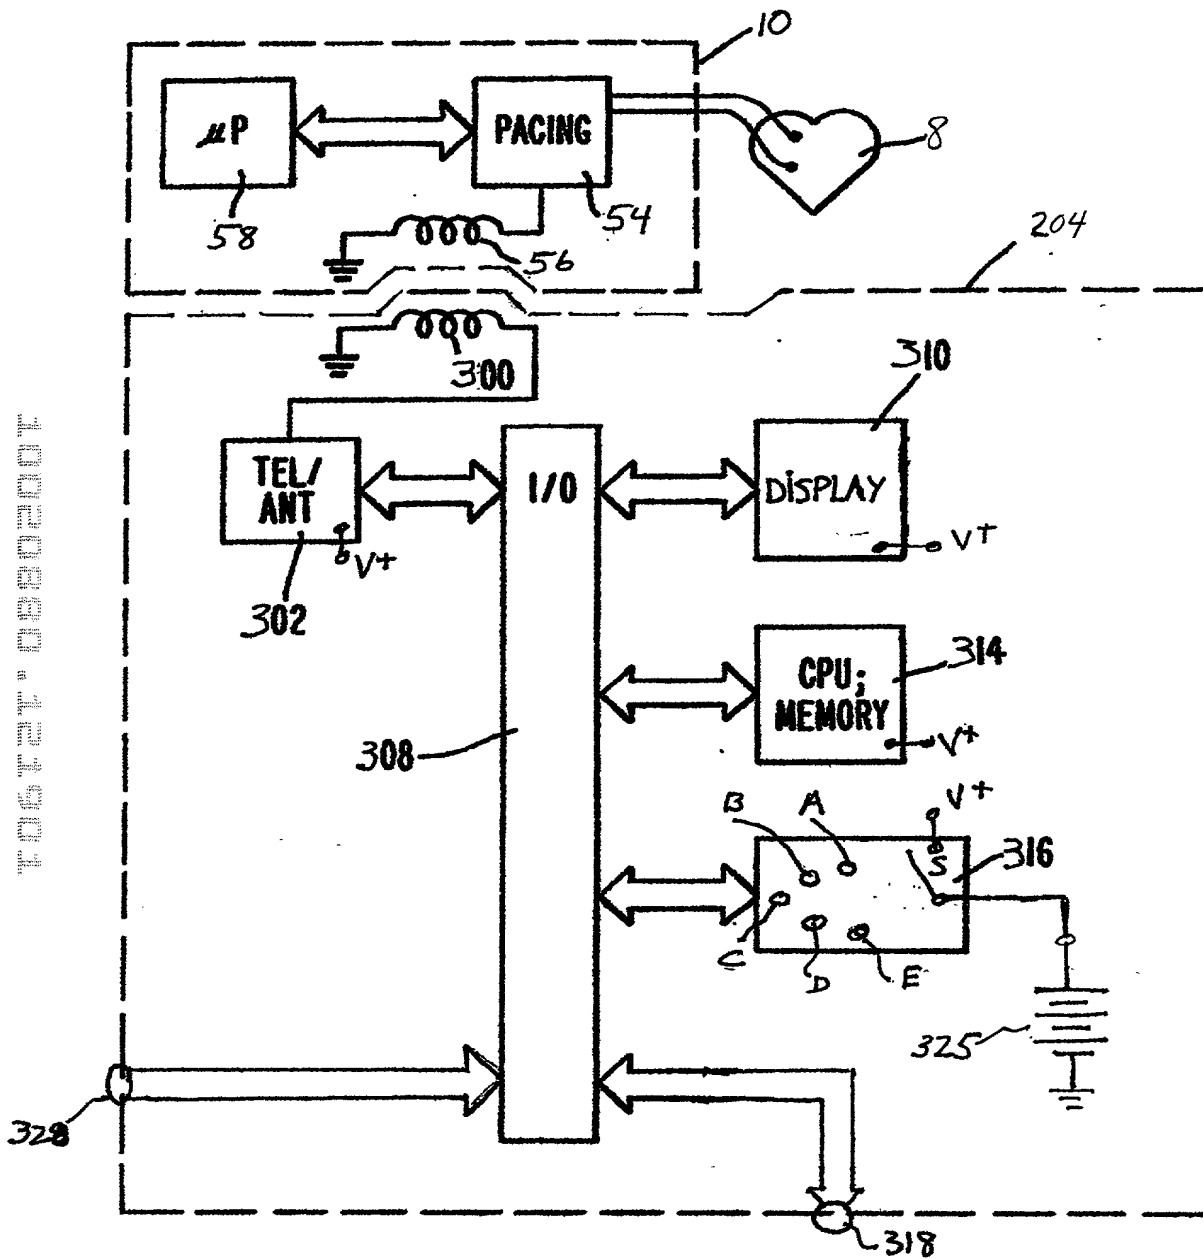 10
μP
PACING
8
58
54
56
204
300
310
TEL/
ANT
I/O
DISPLAY
V+
V+
302
CPU;
MEMORY
314
V+
308
B
A
V+
S
316
C
D
E
325
328
318